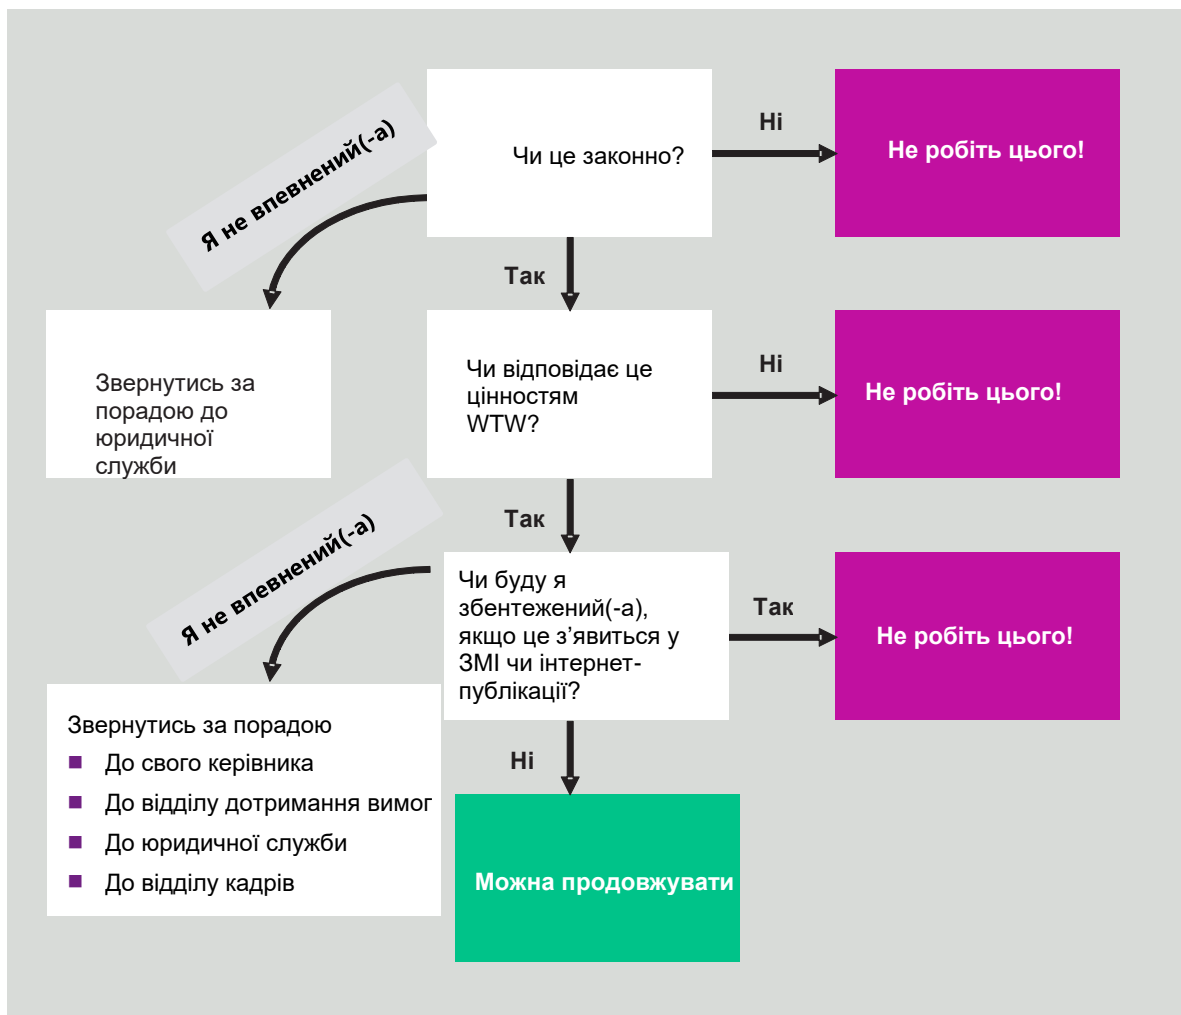 Чи це законно?
Ні
Не робіть цього!
Я не впевнений(-а)
Так
Звернутись за
порадою до
юридичної
служби
Чи відповідає це
цінностям
WTW?
Ні
Не робіть цього!
Так
Я не впевнений(-а)
Чи буду я
збентежений(-а),
якщо це з’явиться у
ЗМІ чи інтернет-
публікації?
Так
Не робіть цього!
Звернутись за порадою
До свого керівника
До відділу дотримання вимог
До юридичної служби
До відділу кадрів
Ні
Можна продовжувати